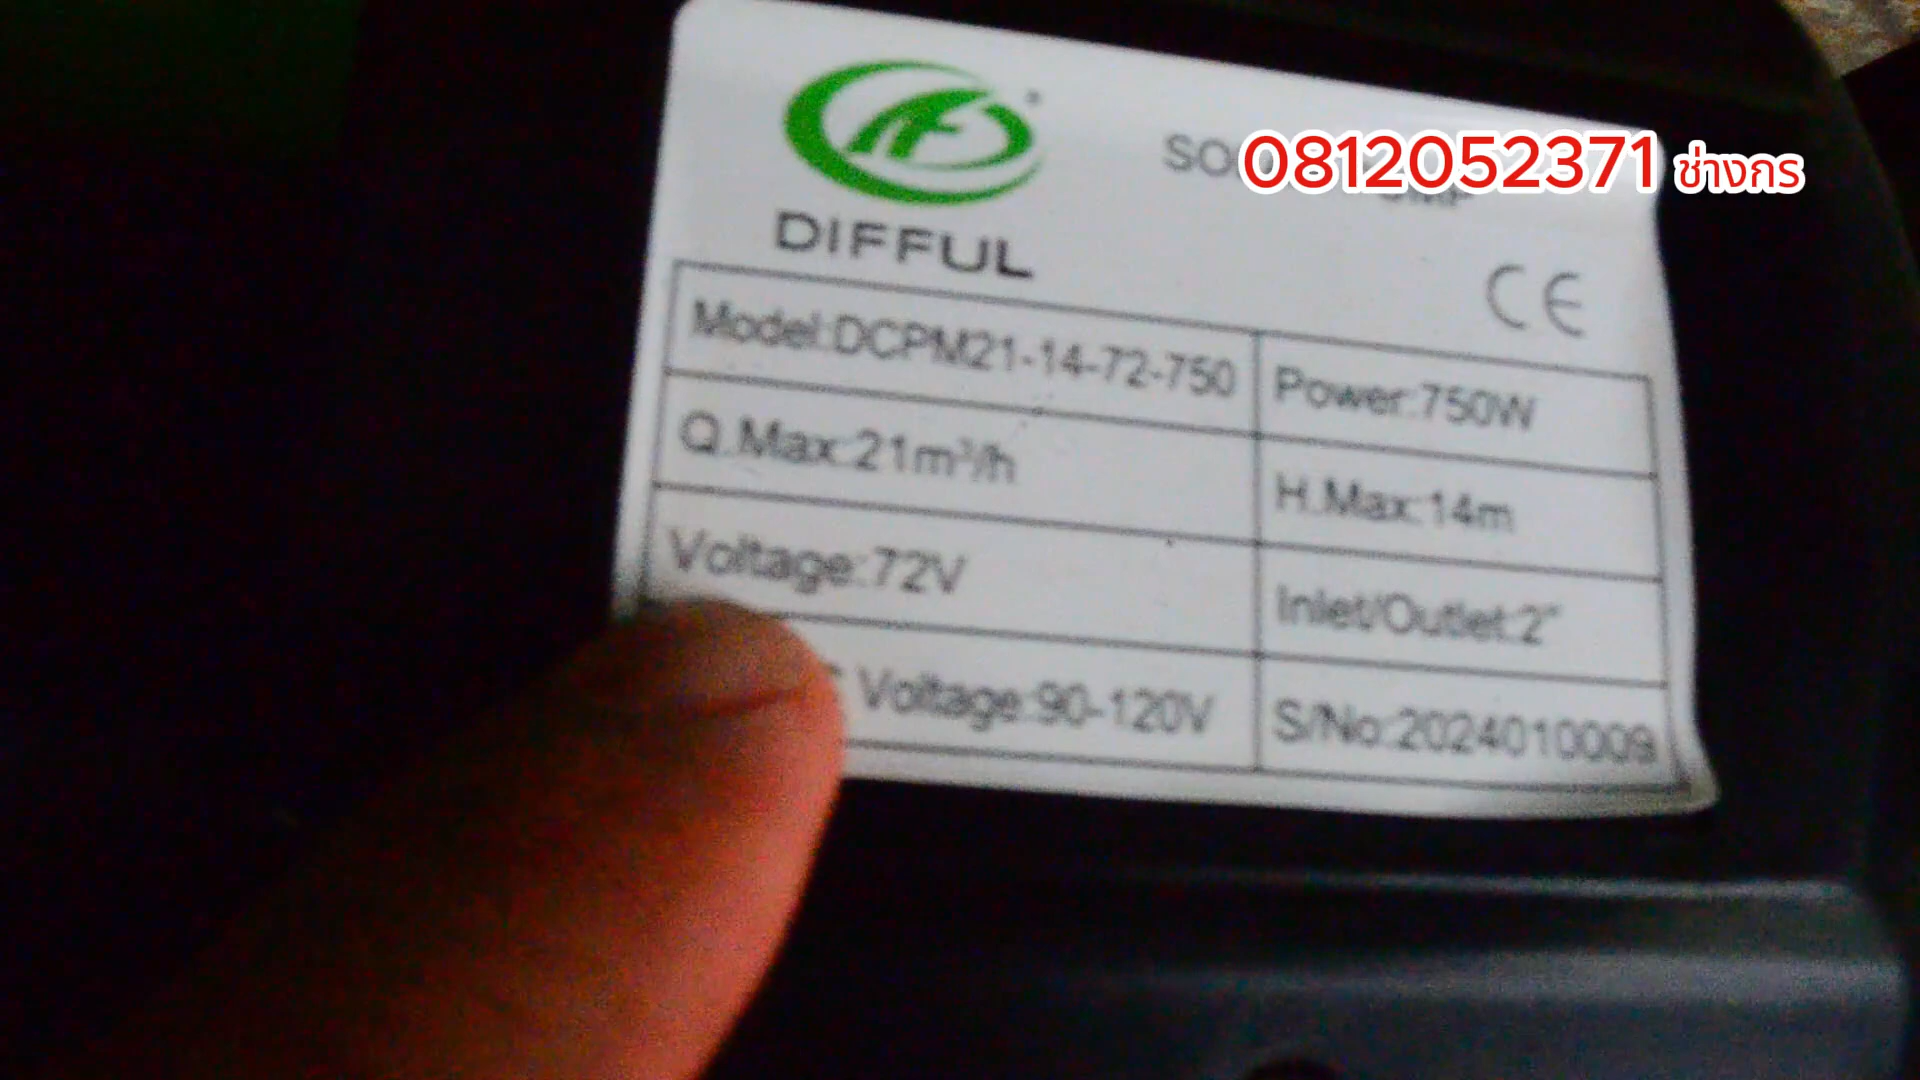 0812052371 ช่างกร
DIFFUL
CE
Model:DCPM21-14-72-750 Power:750W
Q.Max:21m³/h H.Max:14m
Voltage:72V Inlet/Outlet:2"
Voltage:90-120V S/No:2024010009